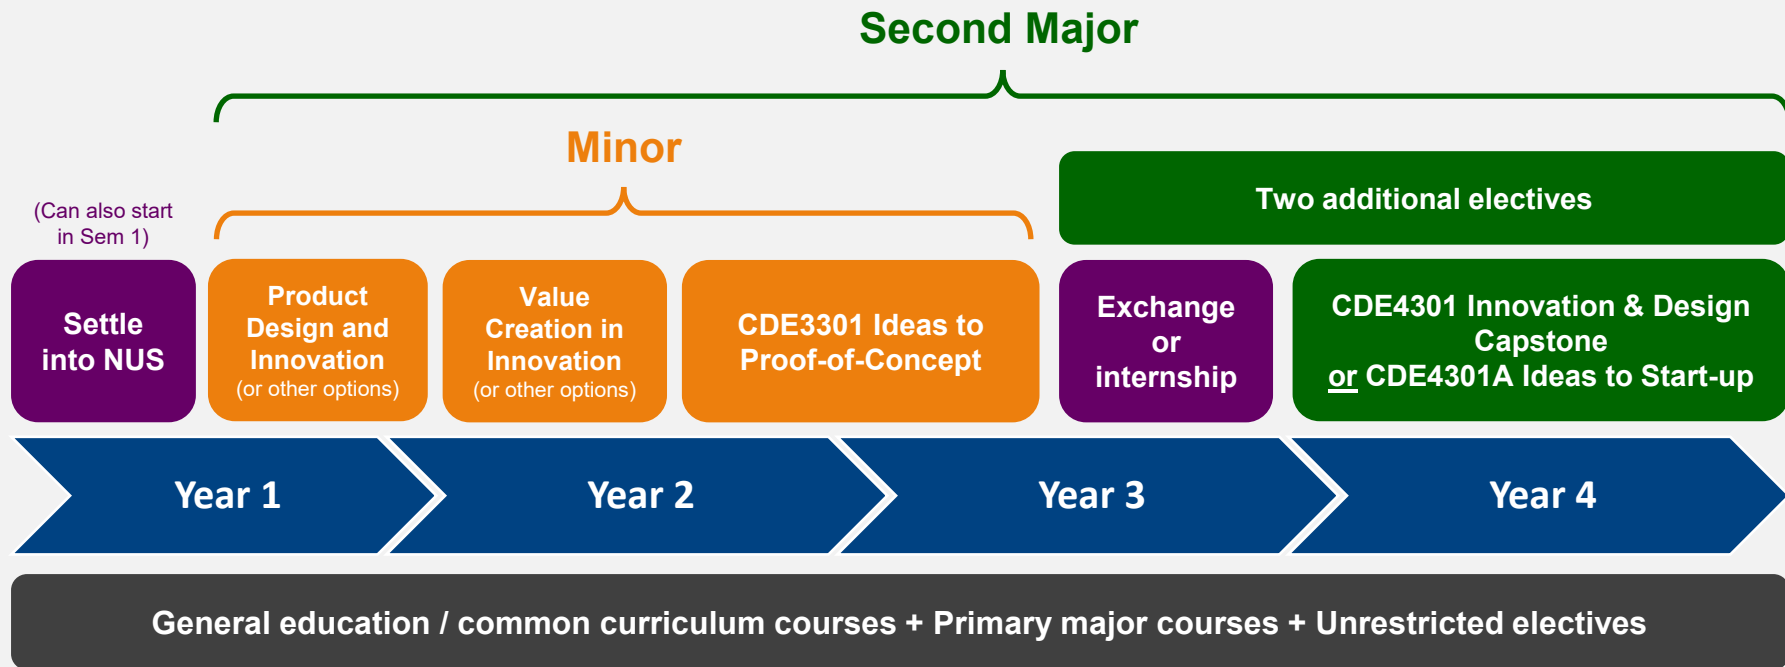 Second Major
Minor
Two additional electives
(Can also start
in Sem 1)
Settle
into NUS
Product
Design and
Innovation
(or other options)
Value
Creation in
Innovation
(or other options)
CDE3301 Ideas to
Proof-of-Concept
Exchange
or
internship
CDE4301 Innovation & Design
Capstone
or CDE4301A Ideas to Start-up
Year 1
Year 2
Year 3
Year 4
General education / common curriculum courses + Primary major courses + Unrestricted electives